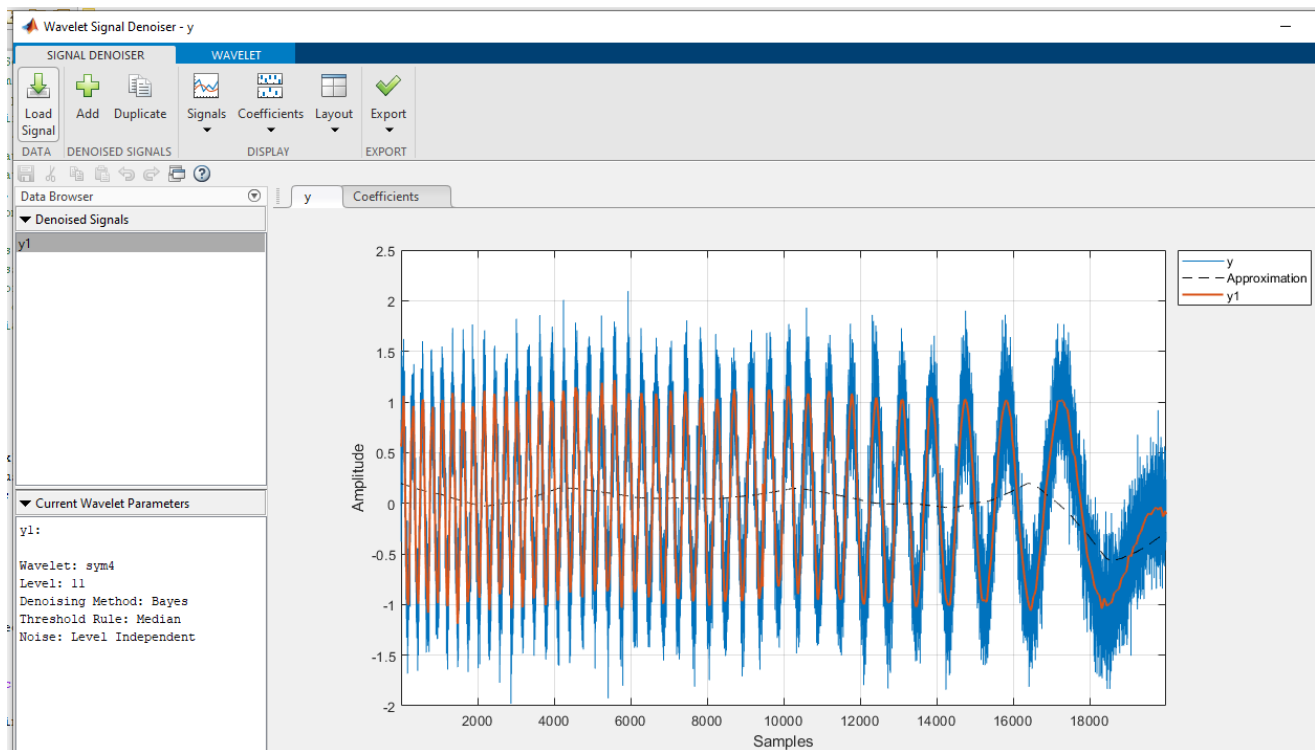 Wavelet Signal Denoiser - y
SIGNAL DENOISER WAVELET
Load Signal Add Duplicate Signals Coefficients Layout Export
DATA DENOISED SIGNALS DISPLAY EXPORT
Data Browser
Denoised Signals
y1
Current Wavelet Parameters
y1:
Wavelet: sym4
Level: 11
Denoising Method: Bayes
Threshold Rule: Median
Noise: Level Independent
y Coefficients
2.5
2
1.5
1
0.5
0
-0.5
-1
-1.5
-2
Amplitude
2000 4000 6000 8000 10000 12000 14000 16000 18000
Samples
y
Approximation
y1